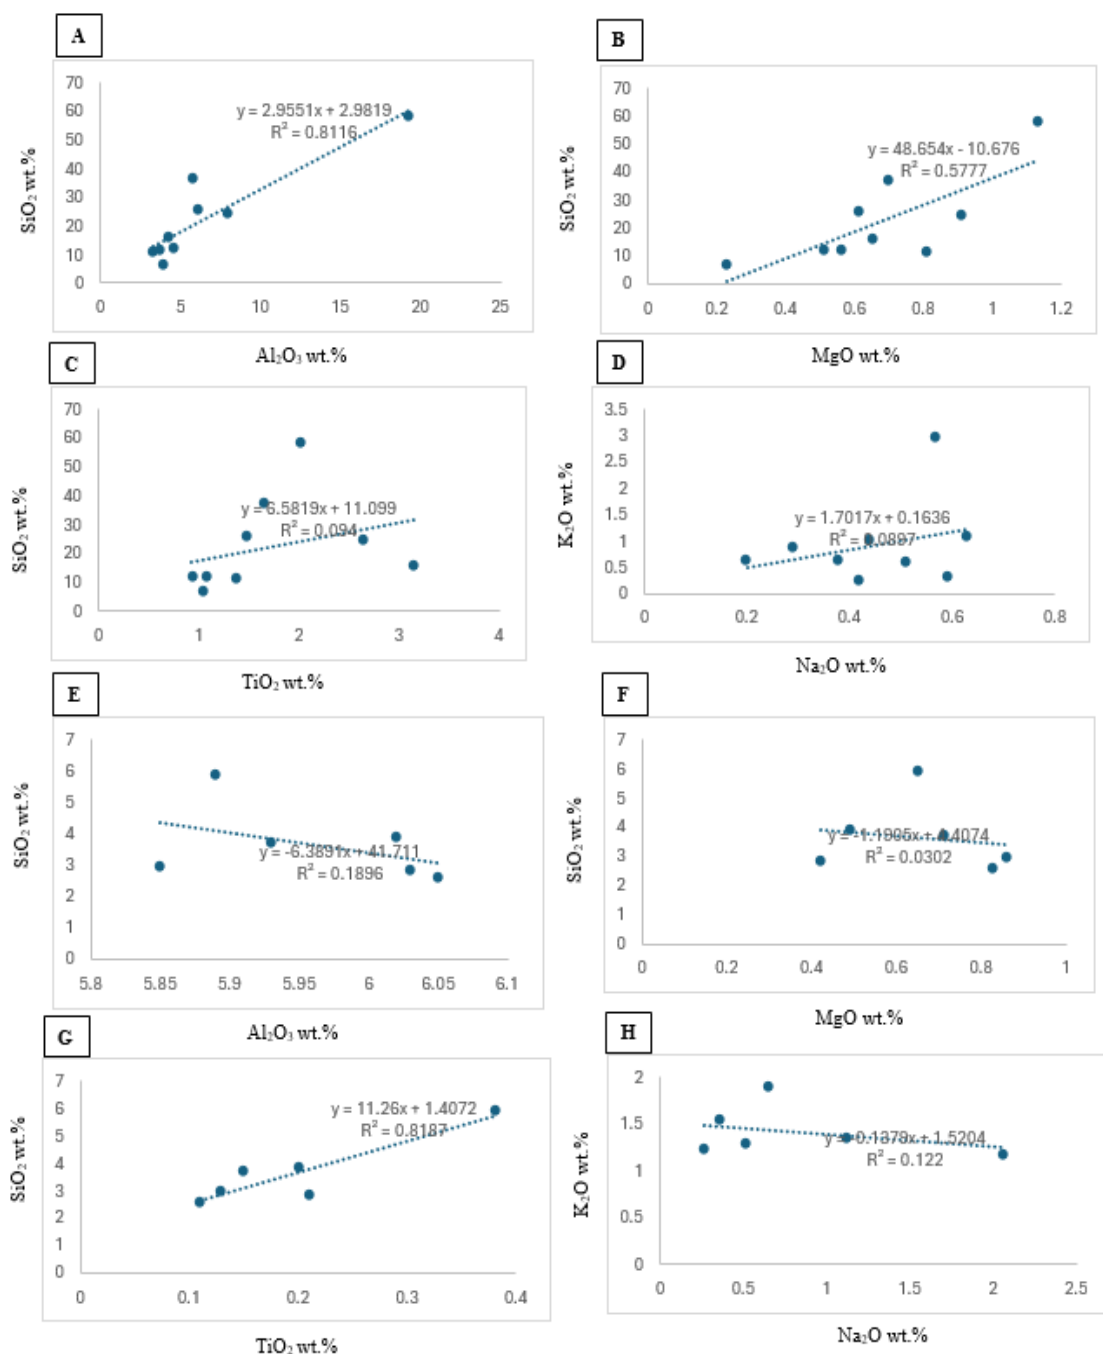 A
B
70
60
50
40
30
20
10
0
0 5 10 15 20 25
y = 2.9551x + 2.9819
R² = 0.8116
SiO₂ wt.%
Al₂O₃ wt.%
70
60
50
40
30
20
10
0
0 0.2 0.4 0.6 0.8 1 1.2
y = 48.654x - 10.676
R² = 0.5777
SiO₂ wt.%
MgO wt.%
C
D
70
60
50
40
30
20
10
0
0 1 2 3 4
y = 6.5819x + 11.099
R² = 0.094
SiO₂ wt.%
TiO₂ wt.%
3.5
3
2.5
2
1.5
1
0.5
0
0 0.2 0.4 0.6 0.8
y = 1.7017x + 0.1636
R² = 0.0897
K₂O wt.%
Na₂O wt.%
E
F
7
6
5
4
3
2
1
0
5.8 5.85 5.9 5.95 6 6.05 6.1
y = -6.3891x + 41.711
R² = 0.1896
SiO₂ wt.%
Al₂O₃ wt.%
7
6
5
4
3
2
1
0
0 0.2 0.4 0.6 0.8 1
y = -1.1905x + 4.4074
R² = 0.0302
SiO₂ wt.%
MgO wt.%
G
H
7
6
5
4
3
2
1
0
0 0.1 0.2 0.3 0.4
y = 11.26x + 1.4072
R² = 0.8187
SiO₂ wt.%
TiO₂ wt.%
2
1.5
1
0.5
0
0 0.5 1 1.5 2 2.5
y = -0.1379x + 1.5204
R² = 0.122
K₂O wt.%
Na₂O wt.%